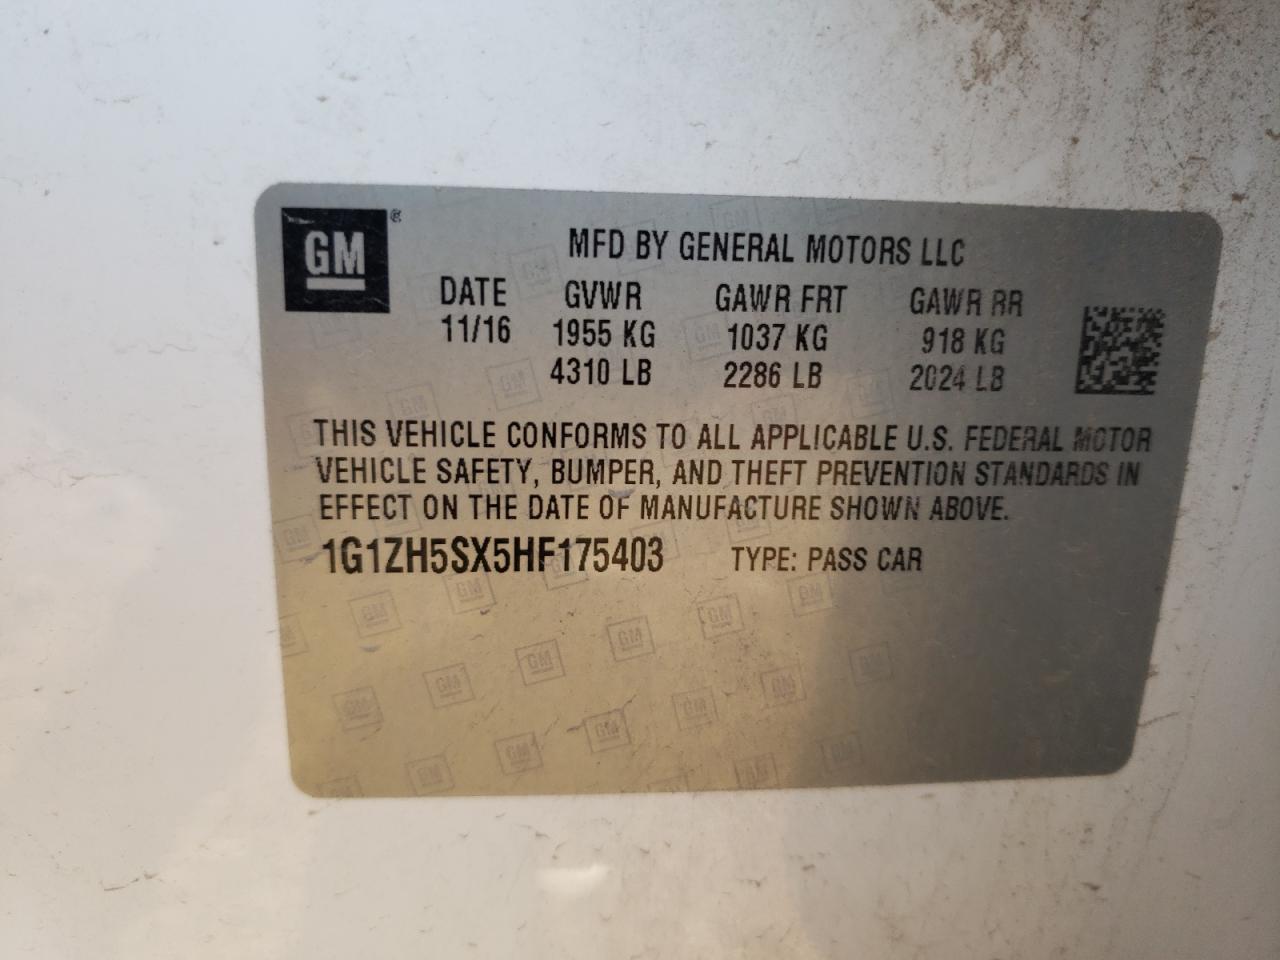 GM®
MFD BY GENERAL MOTORS LLC
DATE GVWR GAWR FRT GAWR RR
11/16 1955 KG 1037 KG 918 KG
4310 LB 2286 LB 2024 LB
THIS VEHICLE CONFORMS TO ALL APPLICABLE U.S. FEDERAL MOTOR
VEHICLE SAFETY, BUMPER, AND THEFT PREVENTION STANDARDS IN
EFFECT ON THE DATE OF MANUFACTURE SHOWN ABOVE.
1G1ZH5SX5HF175403 TYPE: PASS CAR